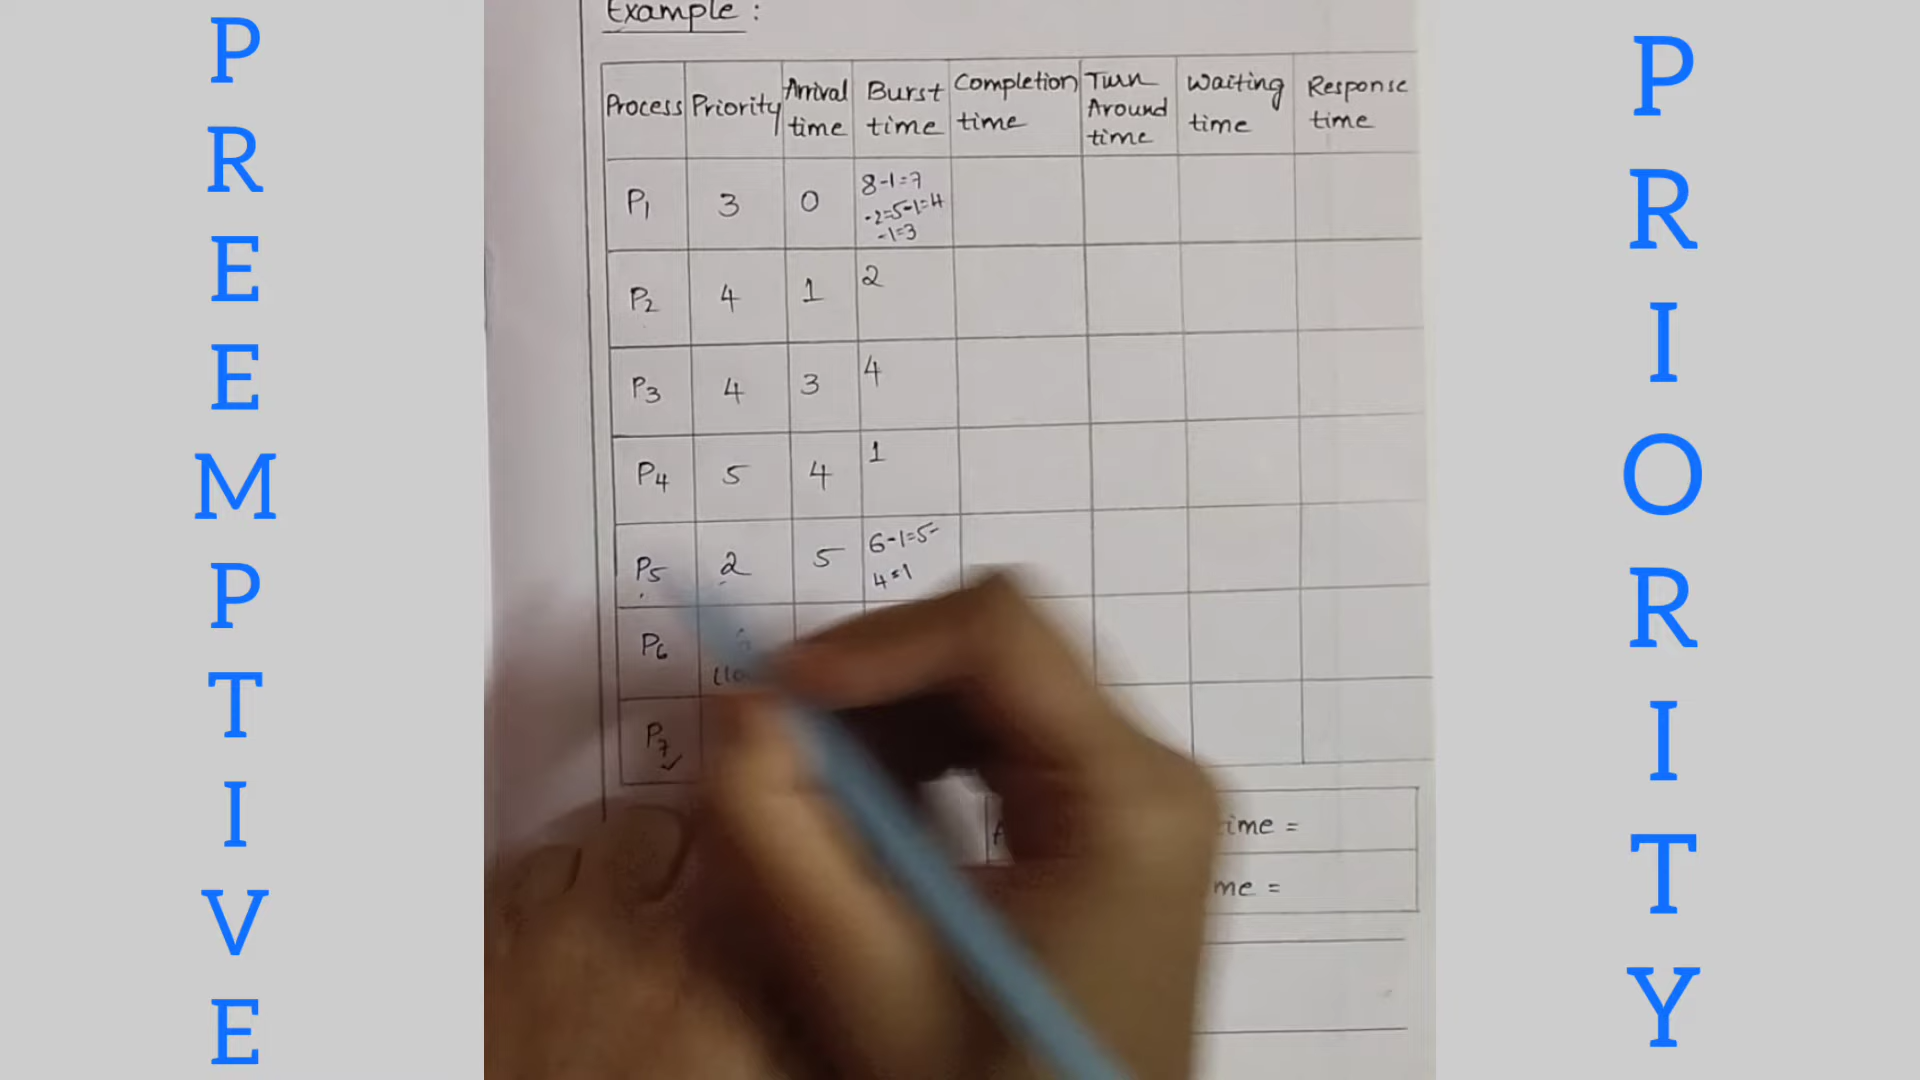 PREEMPTIVE
Example :
Process Priority Arrival time Burst time Completion time Turn Around time Waiting time Response time
P1 3 0 8-1=7
-2=5-1=4
-1=3
P2 4 1 2
P3 4 3 4
P4 5 4 1
P5 2 5 6-1=5-
4=1
P6
P7
time =
me =
PRIORITY